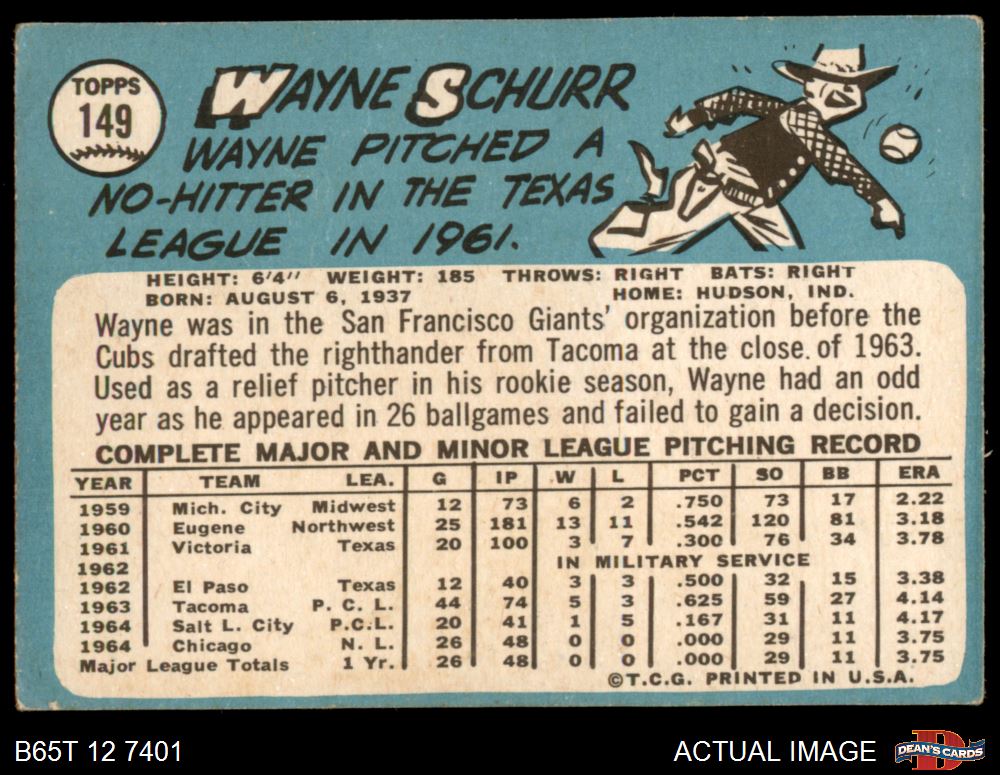 TOPPS
149
WAYNE SCHURR
WAYNE PITCHED A
NO-HITTER IN THE TEXAS
LEAGUE IN 1961.
HEIGHT: 6'4" WEIGHT: 185 THROWS: RIGHT BATS: RIGHT
BORN: AUGUST 6, 1937 HOME: HUDSON, IND.
Wayne was in the San Francisco Giants' organization before the
Cubs drafted the righthander from Tacoma at the close. of 1963.
Used as a relief pitcher in his rookie season, Wayne had an odd
year as he appeared in 26 ballgames and failed to gain a decision.
COMPLETE MAJOR AND MINOR LEAGUE PITCHING RECORD
YEAR TEAM LEA. G IP W L PCT SO BB ERA
1959 Mich. City Midwest 12 73 6 2 .750 73 17 2.22
1960 Eugene Northwest 25 181 13 11 .542 120 81 3.18
1961 Victoria Texas 20 100 3 7 .300 76 34 3.78
1962 IN MILITARY SERVICE
1962 El Paso Texas 12 40 3 3 .500 32 15 3.38
1963 Tacoma P. C. L. 44 74 5 3 .625 59 27 4.14
1964 Salt L. City P.C.L. 20 41 1 5 .167 31 11 4.17
1964 Chicago N. L. 26 48 0 0 .000 29 11 3.75
Major League Totals 1 Yr. 26 48 0 0 .000 29 11 3.75
©T.C.G. PRINTED IN U.S.A.
B65T 12 7401 ACTUAL IMAGE DEAN'S CARDS